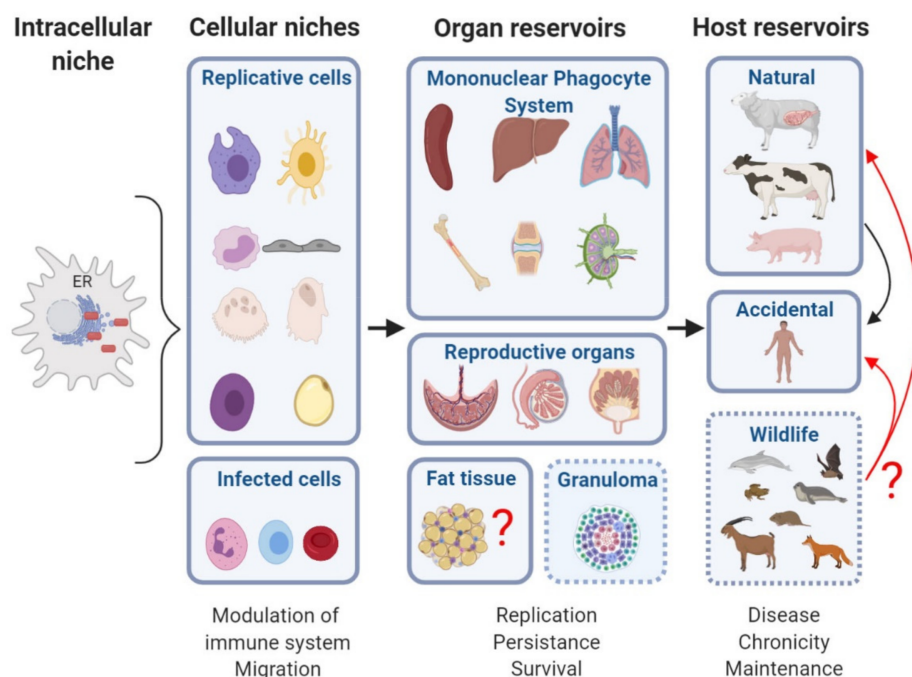 Intracellular
niche
Cellular niches
Organ reservoirs
Host reservoirs
ER
Replicative cells
Infected cells
Modulation of
immune system
Migration
Mononuclear Phagocyte
System
Reproductive organs
Fat tissue
?
Granuloma
Replication
Persistance
Survival
Natural
Accidental
Wildlife
?
Disease
Chronicity
Maintenance